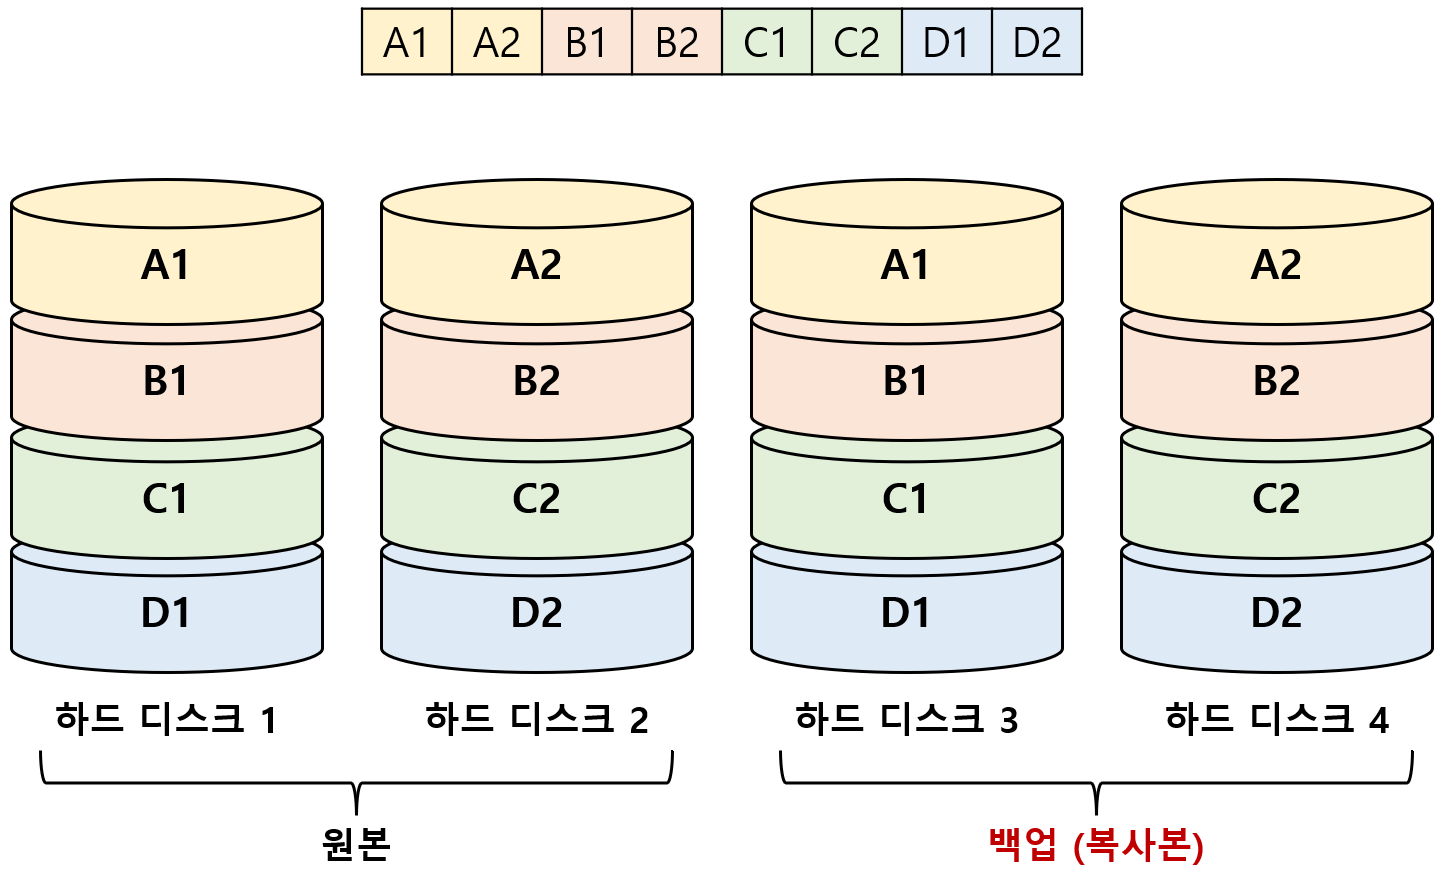 A1 A2 B1 B2 C1 C2 D1 D2
A1 A2 A1 A2
B1 B2 B1 B2
C1 C2 C1 C2
D1 D2 D1 D2
하드 디스크 1 하드 디스크 2 하드 디스크 3 하드 디스크 4
원본 백업 (복사본)